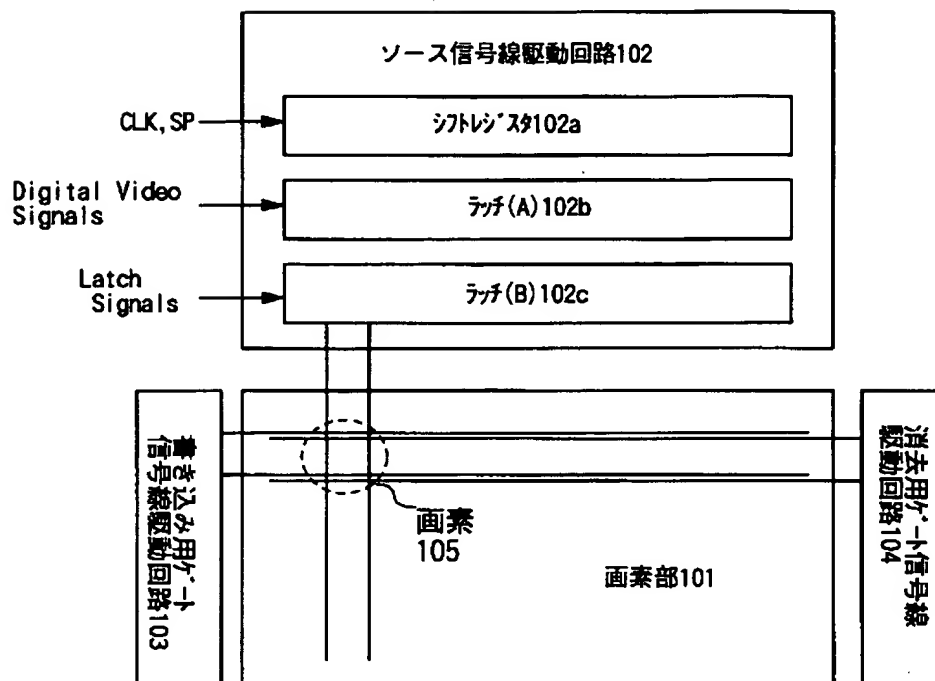 ソース信号線駆動回路102
CLK,SP
シフトレジスタ102a
Digital Video
Signals
ラッチ(A)102b
Latch
Signals
ラッチ(B)102c
書き込み用ゲート
信号線駆動回路103
画素
105
画素部101
消去用ゲート信号線
駆動回路104